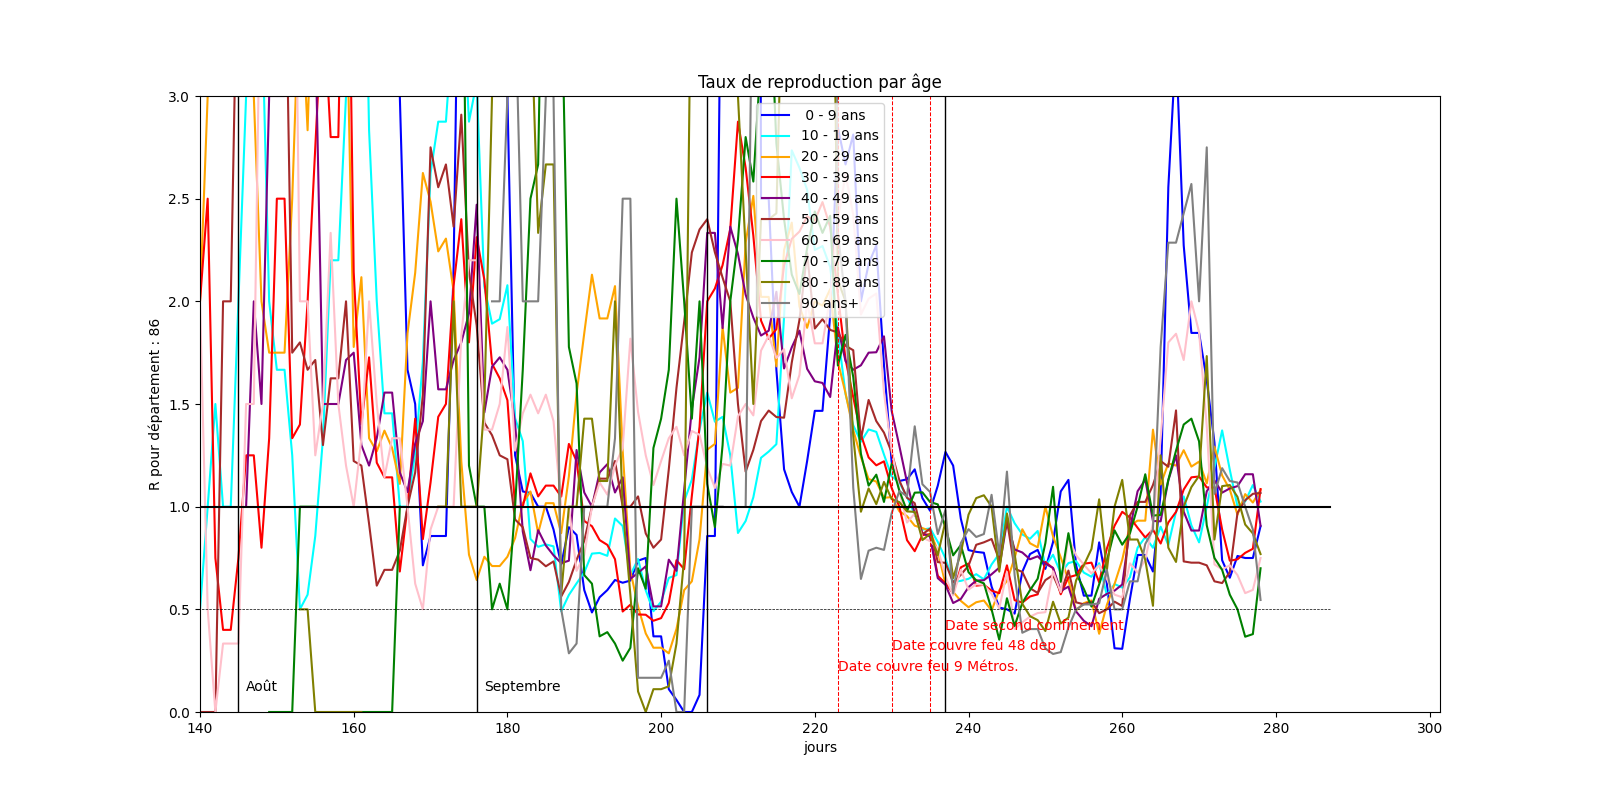 Taux de reproduction par âge
R pour département : 86
3.0
2.5
2.0
1.5
1.0
0.5
0.0
0 - 9 ans
10 - 19 ans
20 - 29 ans
30 - 39 ans
40 - 49 ans
50 - 59 ans
60 - 69 ans
70 - 79 ans
80 - 89 ans
90 ans+
Date second confinement
Date couvre feu 48 dep
Date couvre feu 9 Métros.
Août
Septembre
140
160
180
200
220
240
260
280
300
jours